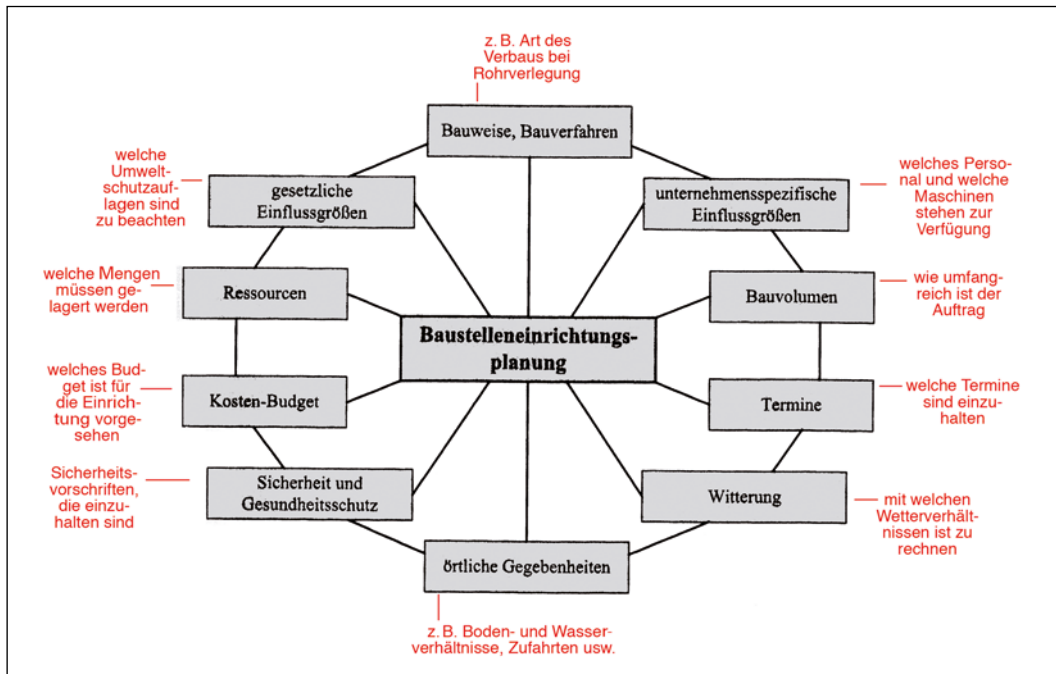 z. B. Art des
Verbaus bei
Rohrverlegung
Bauweise, Bauverfahren
welche
Umwelt-
schutzauf-
lagen sind
zu beachten
gesetzliche
Einflussgrößen
unternehmensspezifische
Einflussgrößen
welches Perso-
nal und welche
Maschinen
stehen zur
Verfügung
welche Mengen
müssen ge-
lagert werden
Ressourcen
Bauvolumen
wie umfang-
reich ist der
Auftrag
Baustelleneinrichtungs-
planung
welches Bud-
get ist für
die Einrich-
tung vorge-
sehen
Kosten-Budget
Termine
welche Termine
sind einzu-
halten
Sicherheits-
vorschriften,
die einzu-
halten sind
Sicherheit und
Gesundheitsschutz
Witterung
mit welchen
Wetterverhält-
nissen ist zu
rechnen
örtliche Gegebenheiten
z. B. Boden- und Wasser-
verhältnisse, Zufahrten usw.